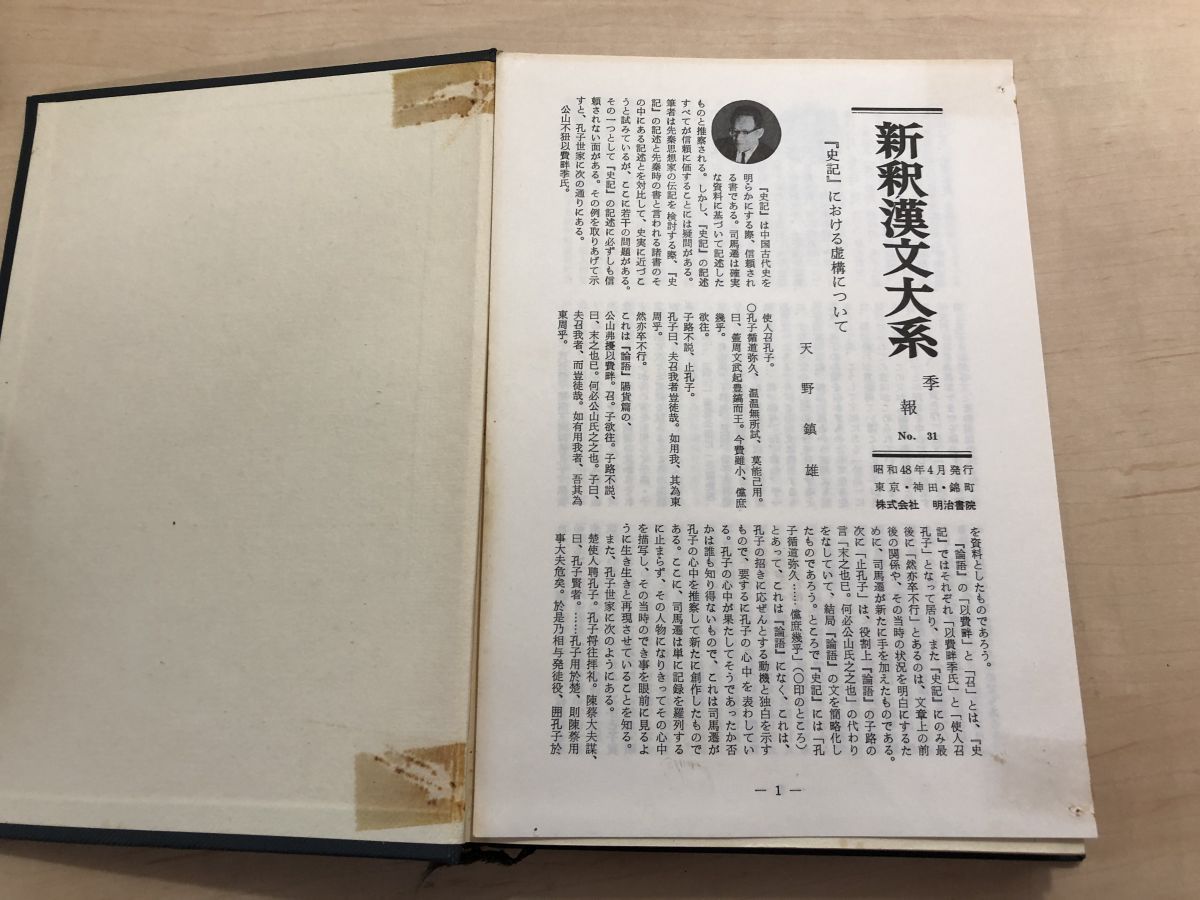 新釈漢文大系
季報
No. 31
昭和48年4月発行
東京・神田・錦町
株式会社 明治書院
『史記』における虚構について
天野鎮雄
『史記』は中国古代史を
明らかにする際、信頼され
る書である。司馬遷は確実
な資料に基づいて記述した
ものと推察される。しかし、『史記』の記述
すべてが信頼に価することには疑問がある。
筆者は先秦思想家の伝記を検討する際、『史
記』の記述と先秦時の書と言われる諸書のそ
の中にある記述とを対比して、史実に近づこ
うと試みているが、ここに若干の問題がある。
その一つとして『史記』の記述に必ずしも信
頼されない面がある。その例を取りあげて示
すと、孔子世家に次の通りにある。
公山不狃以費畔季氏。
使人召孔子。
〇孔子循道弥久、温温無所試、莫能己用。
曰、蓋周文武起豊鎬而王。今費雖小、儻庶
幾乎。
欲往。
子路不説、止孔子。
孔子曰、夫召我者豈徒哉。如用我、其為東
周乎。
然亦卒不行。
これは『論語』陽貨篇の、
公山弗擾以費畔。召。子欲往。子路不説、
曰、末之也已。何必公山氏之之也。子曰、
夫召我者、而豈徒哉。如有用我者、吾其為
東周乎。
を資料としたものであろう。
『論語』の「以費畔」と「召」とは、『史
記』ではそれぞれ「以費畔季氏」と「使人召
孔子」となって居り、また『史記』にのみ最
後に「然亦卒不行」とあるのは、文章上の前
後の関係や、その当時の状況を明白にするた
めに、司馬遷が新たに手を加えたものである。
次に「止孔子」は、役割上『論語』の子路の
言「末之也已。何必公山氏之之也」の代わり
をなしていて、結局『論語』の文を簡略化し
たものであろう。ところで『史記』には「孔
子循道弥久……儻庶幾乎」(〇印のところ)
とあって、これは『論語』になく、これは、
孔子の招きに応ぜんとする動機と独白を示す
もので、要するに孔子の心中を表わしてい
る。孔子の心中が果たしてそうであったか否
かは誰も知り得ないもので、これは司馬遷が
孔子の心中を推察して新たに創作したもので
ある。ここに、司馬遷は単に記録を羅列する
に止まらず、その人物になりきってその心中
を描写し、その当時のでき事を眼前に見るよ
うに生き生きと再現させていることを知る。
また、孔子世家に次のようにある。
楚使人聘孔子。孔子将往拝礼。陳蔡大夫謀、
曰、孔子賢者。……孔子用於楚、則陳蔡用
事大夫危矣。於是乃相与発徒役、囲孔子於
— 1 —